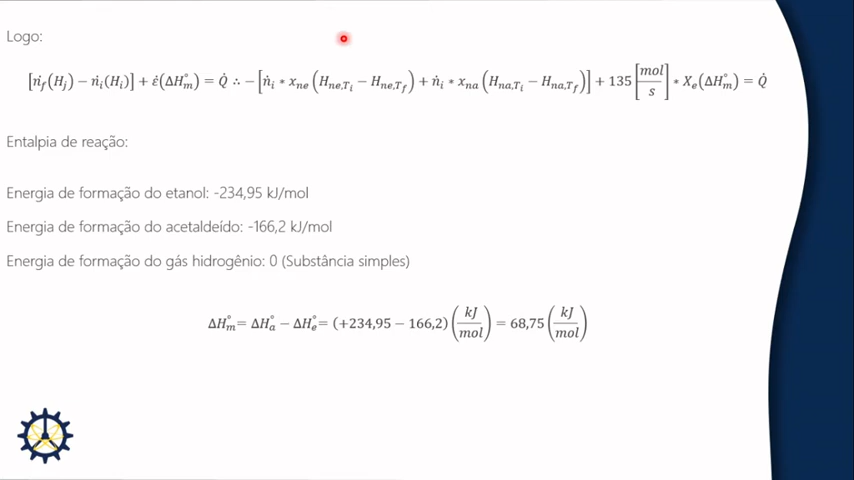 Logo:
[ṅ_f(H_j) − ṅ_i(H_i)] + ε̇(ΔH°_m) = Q̇ ∴ −[ṅ_i * x_ne (H_ne,T_i − H_ne,T_f) + ṅ_i * x_na (H_na,T_i − H_na,T_f)] + 135 [mol/s] * X_e(ΔH°_m) = Q̇
Entalpia de reação:
Energia de formação do etanol: -234,95 kJ/mol
Energia de formação do acetaldeído: -166,2 kJ/mol
Energia de formação do gás hidrogênio: 0 (Substância simples)
ΔH°_m = ΔH°_a − ΔH°_e = (+234,95 − 166,2) (kJ/mol) = 68,75 (kJ/mol)